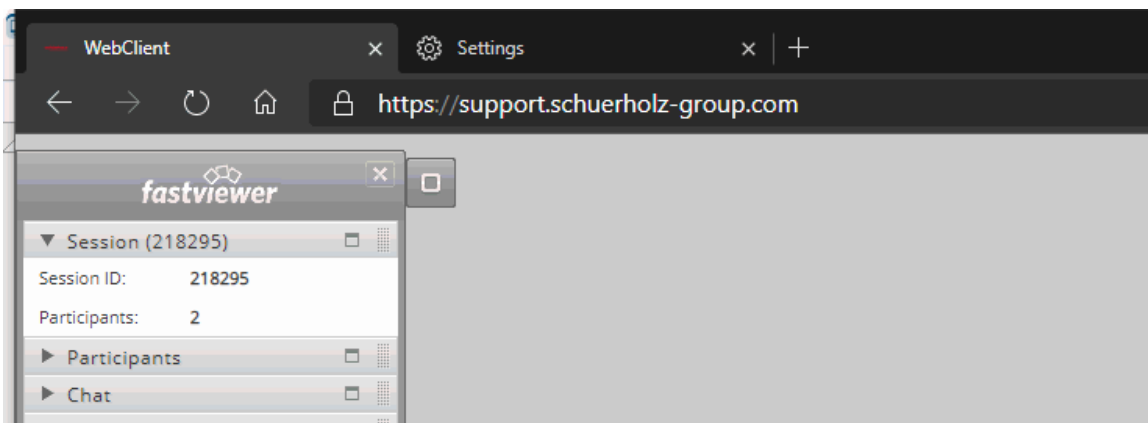 WebClient
Settings
https://support.schuerholz-group.com
fastviewer
Session (218295)
Session ID: 218295
Participants: 2
Participants
Chat